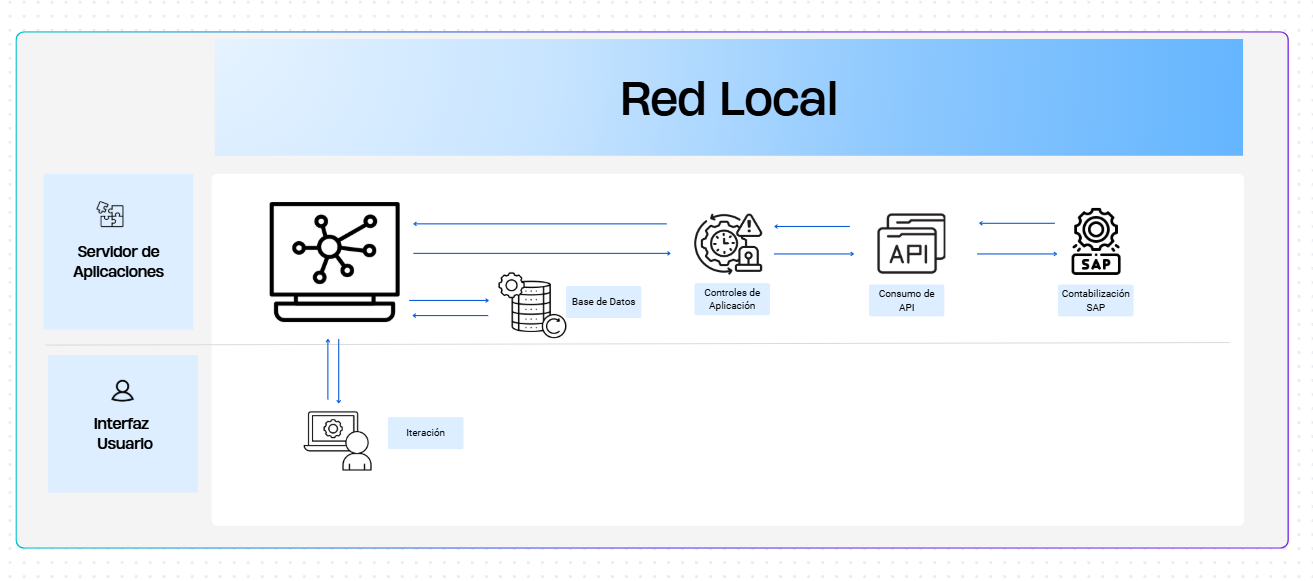 Red Local
Servidor de
Aplicaciones
Base de Datos
Controles de
Aplicación
API
Consumo de
API
SAP
Contabilización
SAP
Interfaz
Usuario
Iteración